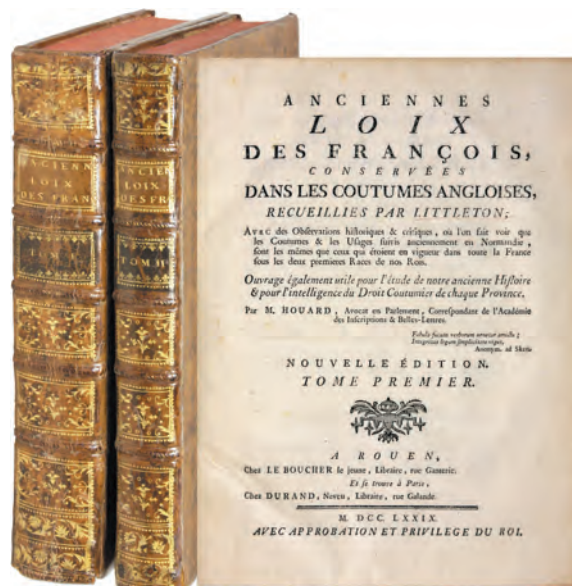 ANCIENN
LOIX
DES FRAN
ANCIEN
LOIX
DESFR
TOM II
ANCIENNES
LOIX
DES FRANÇOIS,
CONSERVÉES
DANS LES COUTUMES ANGLOISES,
RECUEILLIES PAR LITTLETON;
AVEC des Observations historiques & critiques, où l'on fait voir que
les Coutumes & les Usages suivis anciennement en Normandie,
sont les mêmes que ceux qui étoient en vigueur dans toute la France
sous les deux premieres Races de nos Rois.
Ouvrage également utile pour l'étude de notre ancienne Histoire
& pour l'intelligence du Droit Coutumier de chaque Province.
Par M. HOUARD, Avocat en Parlement, Correspondant de l'Académie
des Inscriptions & Belles-Lettres.
Anonym. ad
NOUVELLE ÉDITION.
TOME PREMIER.
A ROUEN,
Chez LE BOUCHER le jeune, Libraire, rue Ganterie.
Et se trouve à Paris,
Chez DURAND, Neveu, Libraire, rue Galande.
M. DCC. LXXIX.
AVEC APPROBATION ET PRIVILEGE DU ROI.